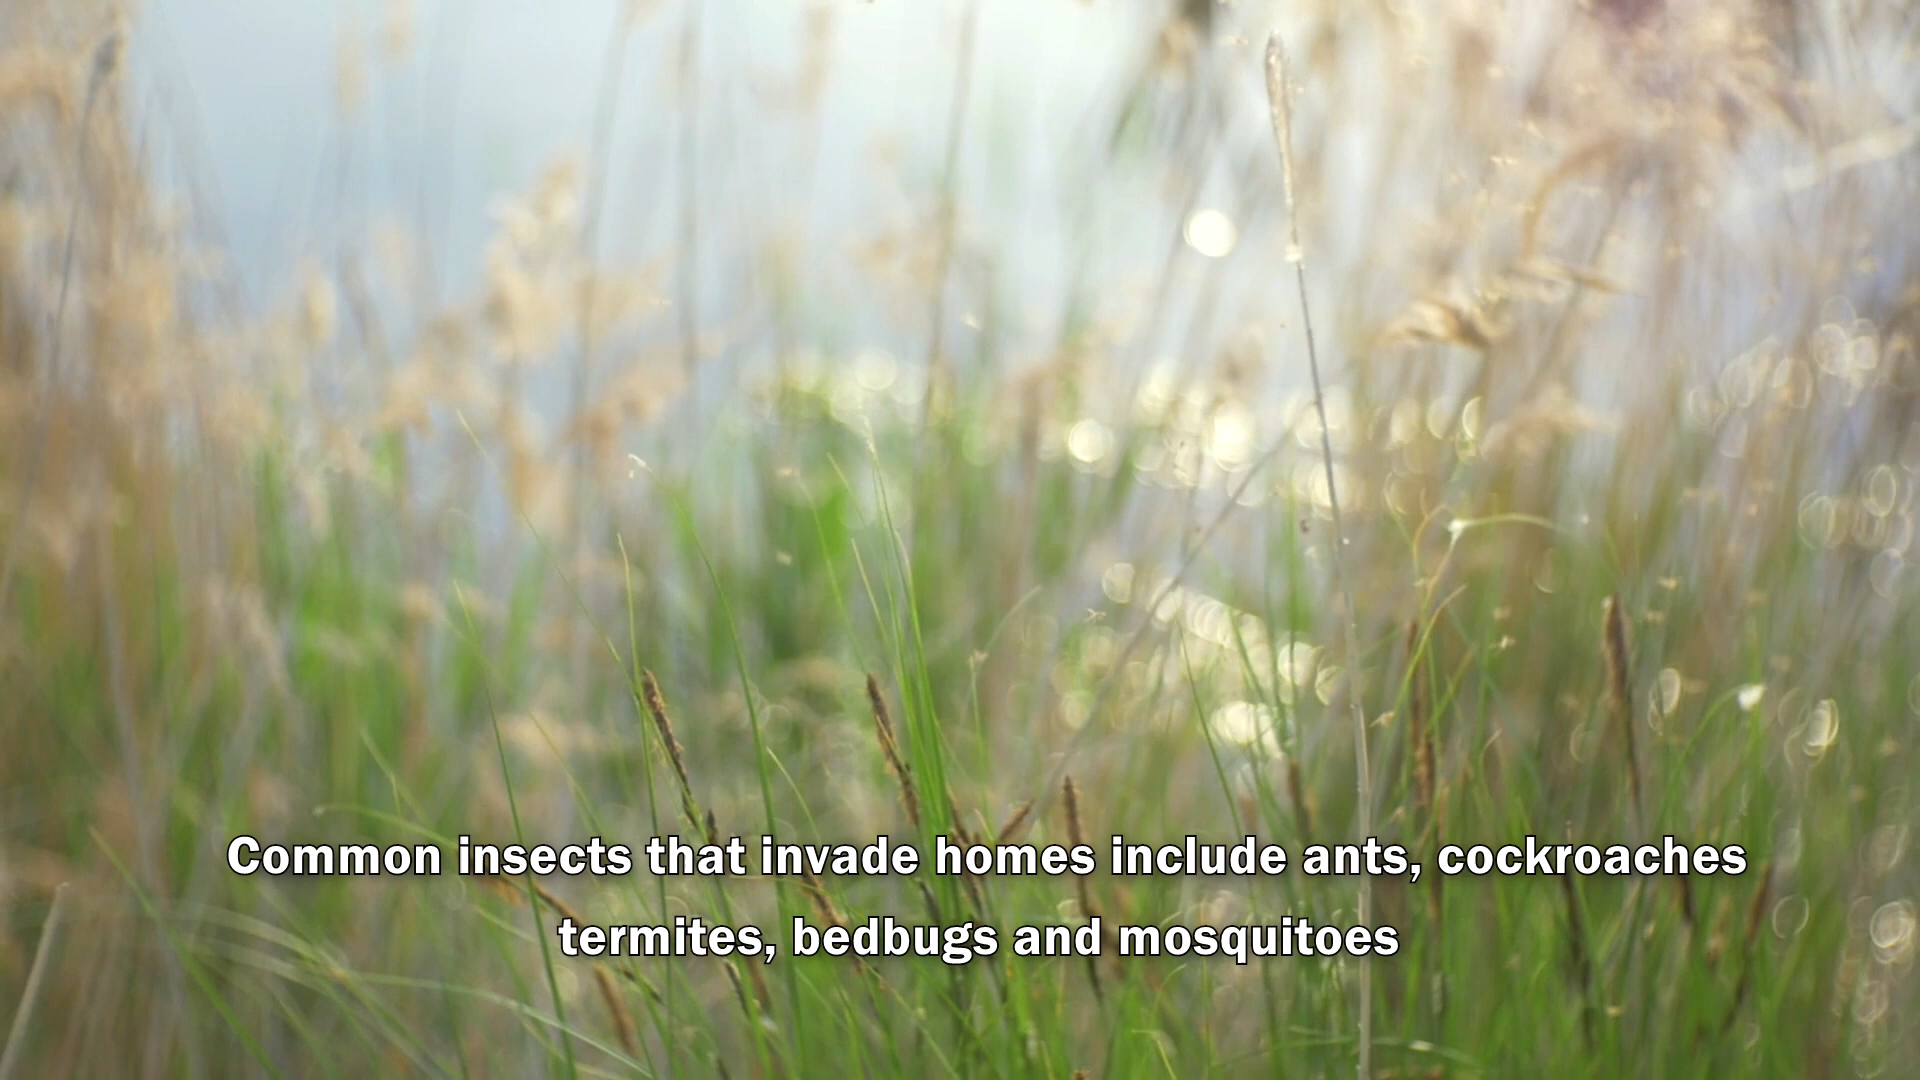 Common insects that invade homes include ants, cockroaches
termites, bedbugs and mosquitoes